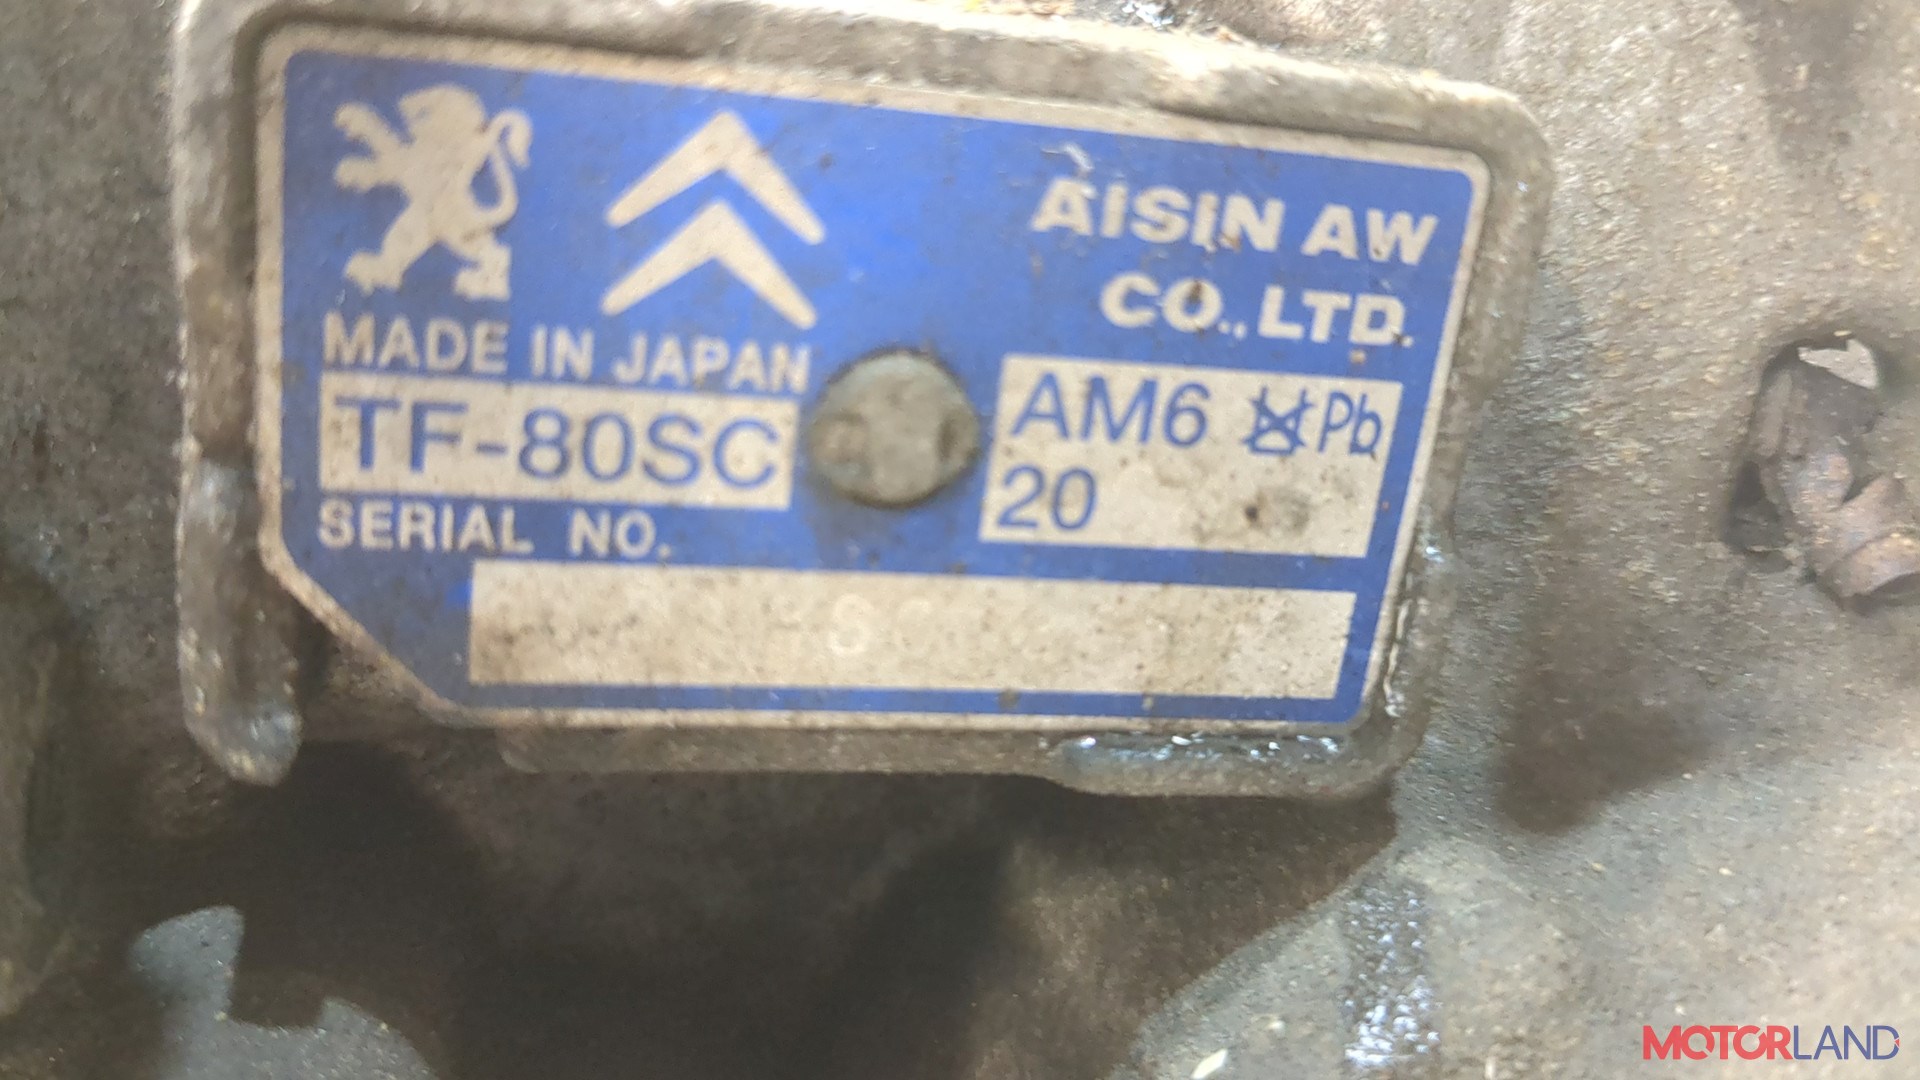 AISIN AW
CO., LTD.
MADE IN JAPAN
TF-80SC
AM6 Pb
20
SERIAL NO.
MOTORLAND